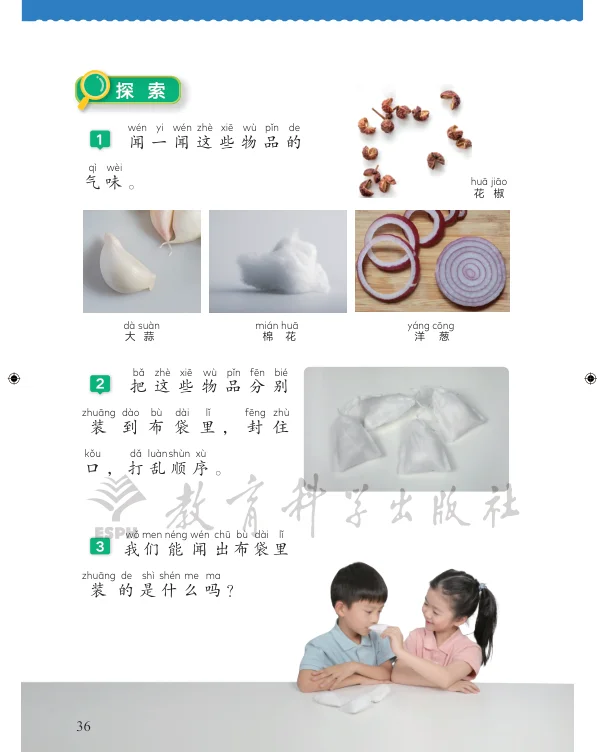 探索
wén yi wén zhè xiē wù pǐn de
1 闻一闻这些物品的
qì wèi
气味。
huā jiāo
花椒
dà suàn
大蒜
mián huā
棉花
yáng cōng
洋葱
bǎ zhè xiē wù pǐn fēn bié
2 把这些物品分别
zhuāng dào bù dài lǐ fēng zhù
装到布袋里，封住
kǒu dǎ luàn shùn xù
口，打乱顺序。
教育科学出版社
ESPH
wǒ men néng wén chū bù dài lǐ
3 我们能闻出布袋里
zhuāng de shì shén me ma
装的是什么吗？
36